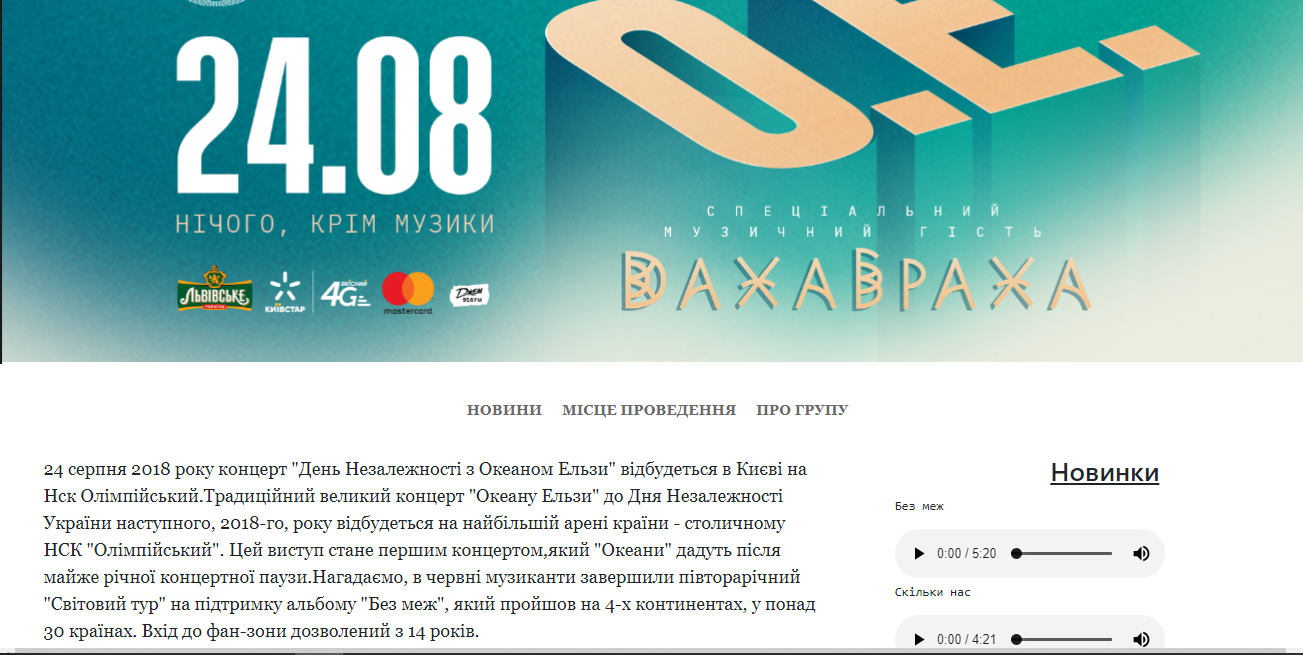 О.Е.
24.08
НІЧОГО, КРІМ МУЗИКИ
СПЕЦІАЛЬНИЙ
МУЗИЧНИЙ ГІСТЬ
ДАХАБРАХА
ЛЬВІВСЬКЕ
КИЇВСТАР
ЯКІСНИЙ
4G
mastercard
ДЖЕМ
НОВИНИ МІСЦЕ ПРОВЕДЕННЯ ПРО ГРУПУ
24 серпня 2018 року концерт "День Незалежності з Океаном Ельзи" відбудеться в Києві на
Нск Олімпійський.Традиційний великий концерт "Океану Ельзи" до Дня Незалежності
України наступного, 2018-го, року відбудеться на найбільшій арені країни - столичному
НСК "Олімпійський". Цей виступ стане першим концертом,який "Океани" дадуть після
майже річної концертної паузи.Нагадаємо, в червні музиканти завершили півторарічний
"Світовий тур" на підтримку альбому "Без меж", який пройшов на 4-х континентах, у понад
30 країнах. Вхід до фан-зони дозволений з 14 років.
Новинки
Без меж
0:00 / 5:20
Скільки нас
0:00 / 4:21